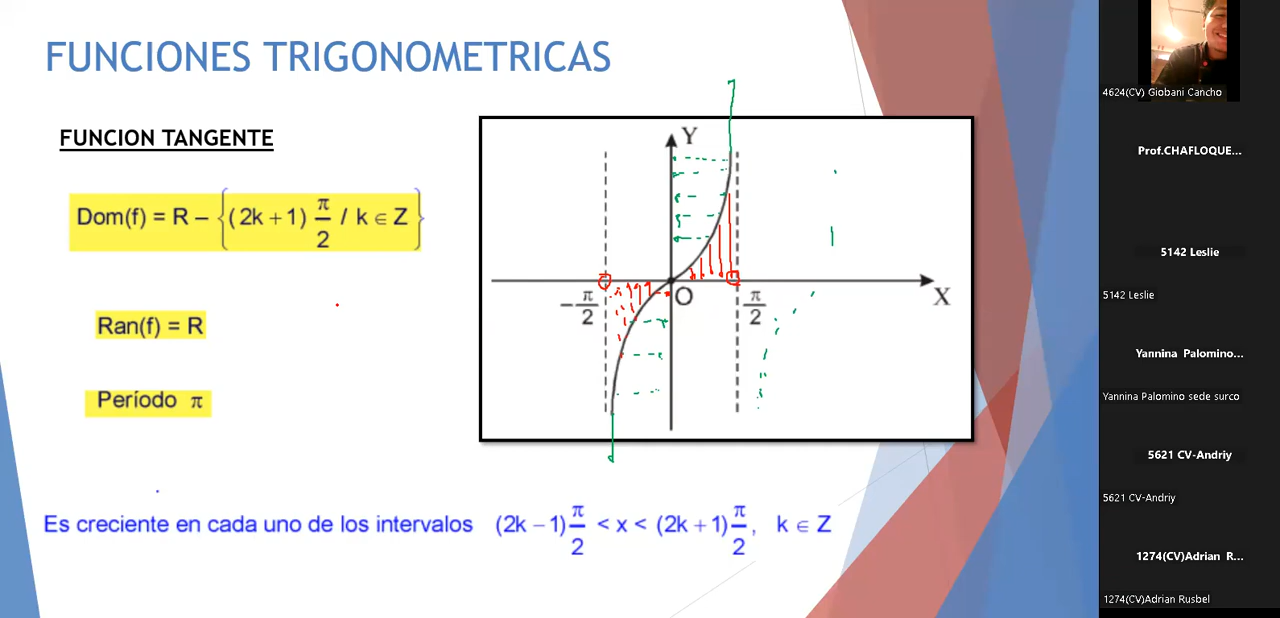 FUNCIONES TRIGONOMETRICAS
FUNCION TANGENTE
Dom(f) = R – { (2k + 1) π/2 / k ∈ Z }
Ran(f) = R
Período π
Y
O
X
–π/2
π/2
Es creciente en cada uno de los intervalos (2k – 1) π/2 < x < (2k + 1) π/2, k ∈ Z
4624(CV) Giobani Cancho
Prof.CHAFLOQUE...
5142 Leslie
5142 Leslie
Yannina Palomino...
Yannina Palomino sede surco
5621 CV-Andriy
5621 CV-Andriy
1274(CV)Adrian R...
1274(CV)Adrian Rusbel